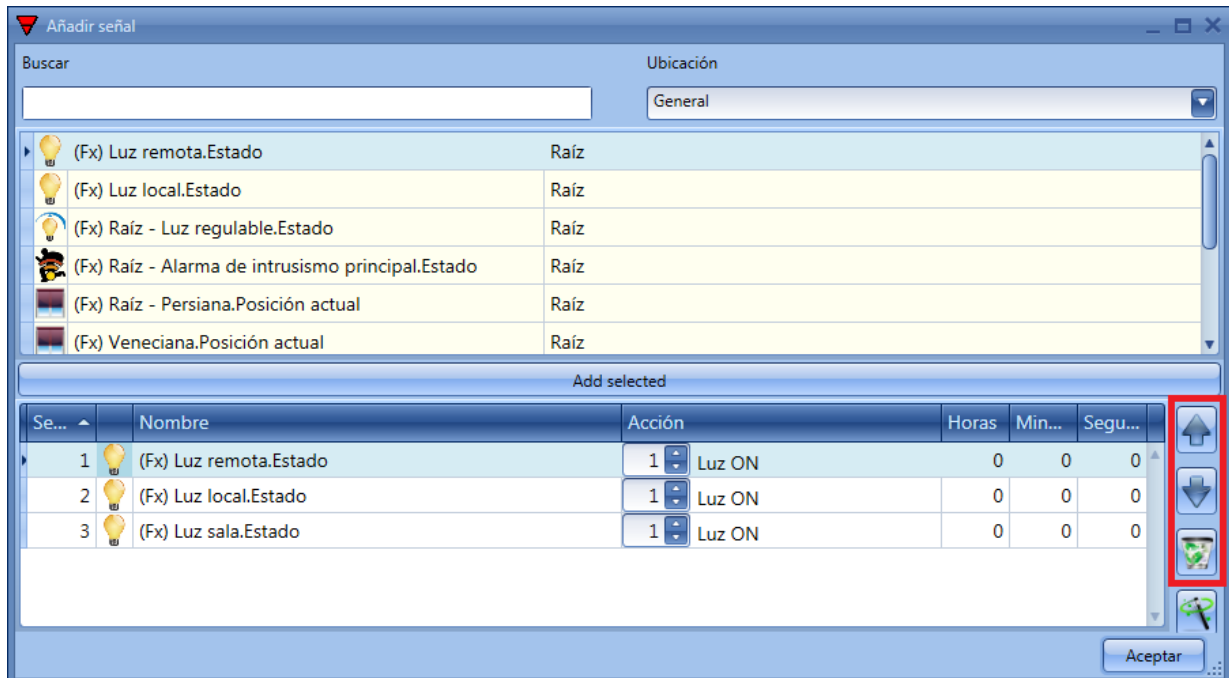 Añadir señal
Buscar Ubicación
General
(Fx) Luz remota.Estado Raíz
(Fx) Luz local.Estado Raíz
(Fx) Raíz - Luz regulable.Estado Raíz
(Fx) Raíz - Alarma de intrusismo principal.Estado Raíz
(Fx) Raíz - Persiana.Posición actual Raíz
(Fx) Veneciana.Posición actual Raíz
Add selected
Se... Nombre Acción Horas Min... Segu...
1 (Fx) Luz remota.Estado 1 Luz ON 0 0 0
2 (Fx) Luz local.Estado 1 Luz ON 0 0 0
3 (Fx) Luz sala.Estado 1 Luz ON 0 0 0
Aceptar